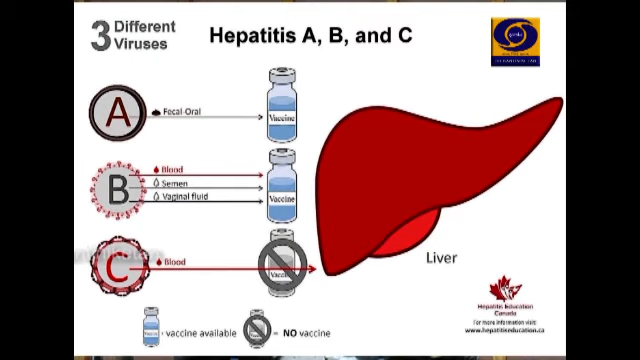 3 Different
Viruses
Hepatitis A, B, and C
A
Fecal-Oral
Vaccine
B
Blood
Semen
Vaginal fluid
Vaccine
C
Blood
Liver
Hepatitis Education
Canada
For more information visit:
www.hepatitiseducation.ca
= vaccine available
= NO vaccine